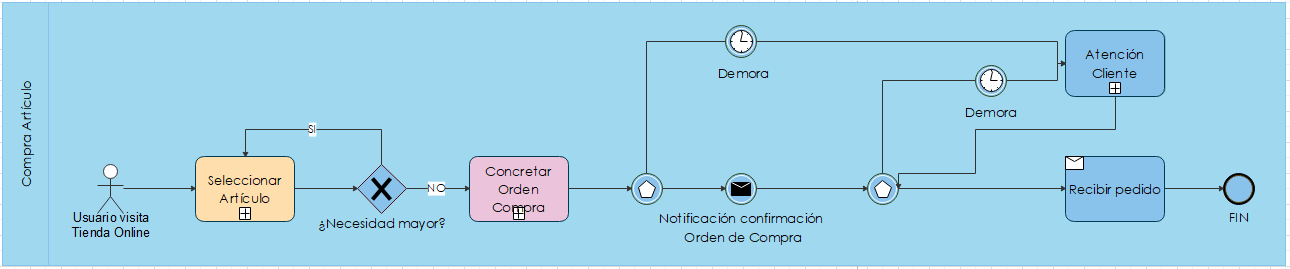 Compra Artículo
Usuario visita
Tienda Online
Seleccionar
Artículo
SI
¿Necesidad mayor?
NO
Concretar
Orden
Compra
Demora
Notificación confirmación
Orden de Compra
Demora
Atención
Cliente
Recibir pedido
FIN